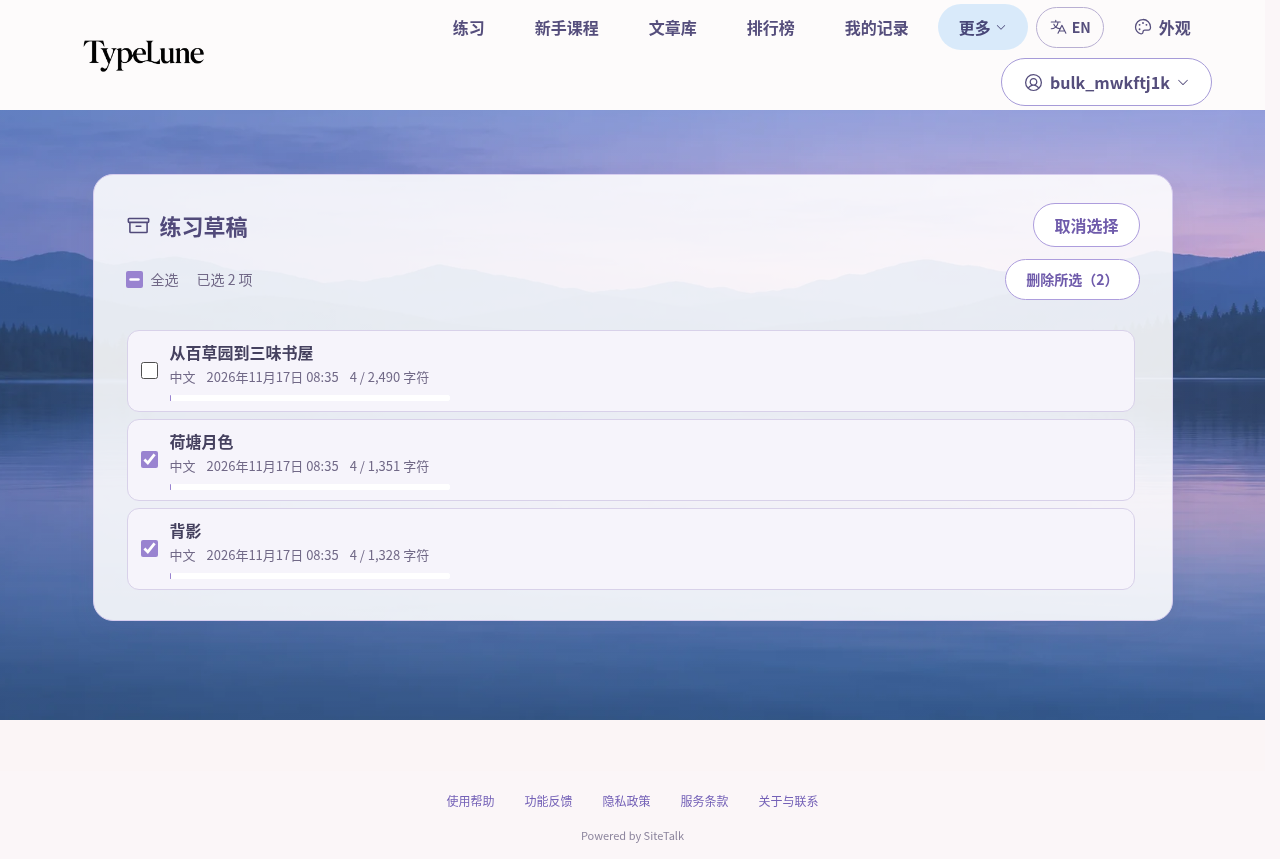 TypeLune
练习 新手课程 文章库 排行榜 我的记录 更多 EN 外观
bulk_mwkftj1k
练习草稿 取消选择
全选 已选 2 项 删除所选（2）
从百草园到三味书屋
中文 2026年11月17日 08:35 4 / 2,490 字符
荷塘月色
中文 2026年11月17日 08:35 4 / 1,351 字符
背影
中文 2026年11月17日 08:35 4 / 1,328 字符
使用帮助 功能反馈 隐私政策 服务条款 关于与联系
Powered by SiteTalk